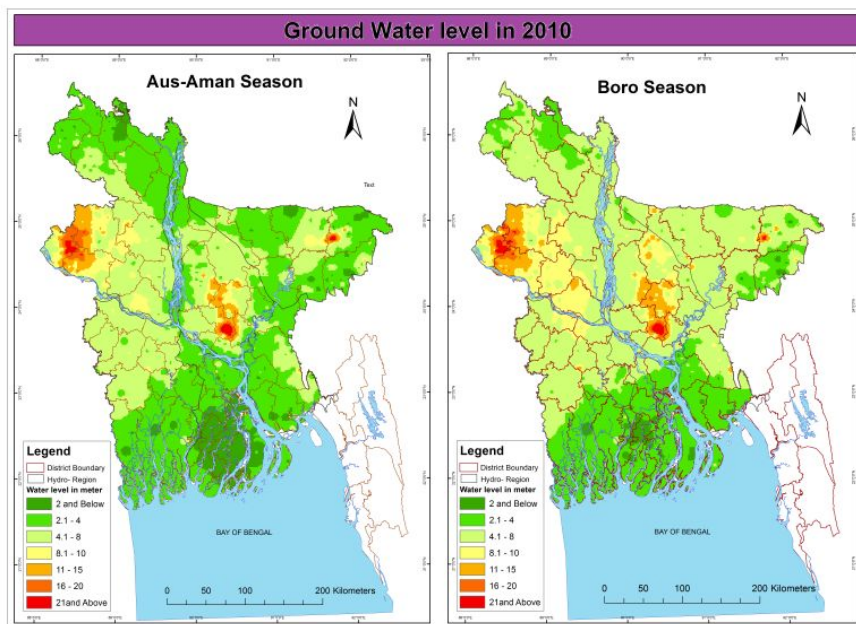 Ground Water level in 2010
Aus-Aman Season
N
Text
Legend
District Boundary
Hydro- Region
Water level in meter
2 and Below
2.1 - 4
4.1 - 8
8.1 - 10
11 - 15
16 - 20
21and Above
BAY OF BENGAL
0 50 100 200 Kilometers
Boro Season
N
Legend
District Boundary
Hydro- Region
Water level in meter
2 and Below
2.1 - 4
4.1 - 8
8.1 - 10
11 - 15
16 - 20
21and Above
BAY OF BENGAL
0 50 100 200 Kilometers